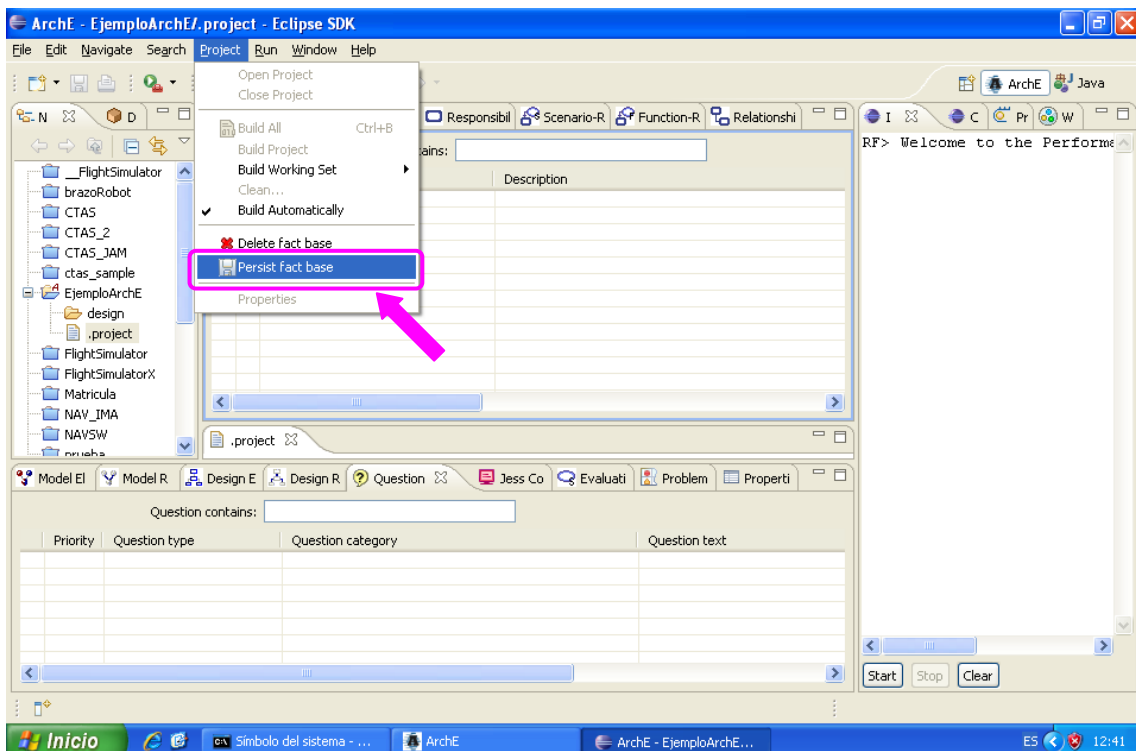 ArchE - EjemploArchE/.project - Eclipse SDK
File Edit Navigate Search Project Run Window Help
Open Project
Close Project
Build All Ctrl+B
Build Project
Build Working Set
Clean...
Build Automatically
Delete fact base
Persist fact base
Properties
ArchE Java
N D
Responsibil Scenario-R Function-R Relationshi
I C Pr W
tains:
Description
RF> Welcome to the Performa
__FlightSimulator
brazoRobot
CTAS
CTAS_2
CTAS_JAM
ctas_sample
EjemploArchE
design
.project
FlightSimulator
FlightSimulatorX
Matricula
NAV_IMA
NAVSW
prueba
.project
Model El Model R Design E Design R Question Jess Co Evaluati Problem Properti
Question contains:
Priority Question type Question category Question text
Start Stop Clear
Inicio Símbolo del sistema - ... ArchE ArchE - EjemploArchE... ES 12:41